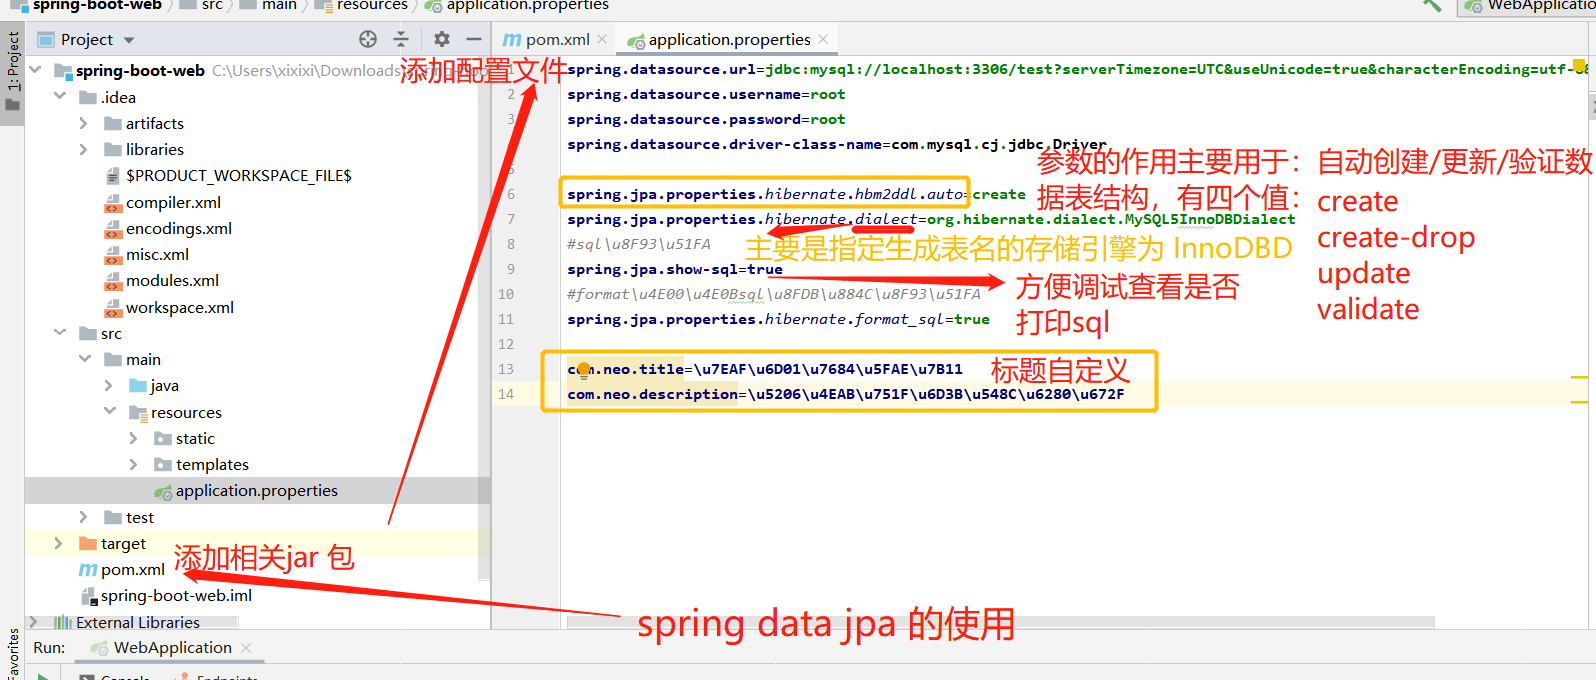 spring-boot-web src main resources application.properties WebApplicatio
1: Project
Project
pom.xml application.properties
spring-boot-web C:\Users\xixixi\Downloads
.idea
artifacts
libraries
$PRODUCT_WORKSPACE_FILE$
compiler.xml
encodings.xml
misc.xml
modules.xml
workspace.xml
src
main
java
resources
static
templates
application.properties
test
target
pom.xml
spring-boot-web.iml
External Libraries
添加配置文件
添加相关jar 包
spring data jpa 的使用
spring.datasource.url=jdbc:mysql://localhost:3306/test?serverTimezone=UTC&useUnicode=true&characterEncoding=utf-8&
2 spring.datasource.username=root
3 spring.datasource.password=root
spring.datasource.driver-class-name=com.mysql.cj.jdbc.Driver
6 spring.jpa.properties.hibernate.hbm2ddl.auto=create
7 spring.jpa.properties.hibernate.dialect=org.hibernate.dialect.MySQL5InnoDBDialect
8 #sql\u8F93\u51FA
9 spring.jpa.show-sql=true
10 #format\u4E00\u4E0Bsql\u8FDB\u884C\u8F93\u51FA
11 spring.jpa.properties.hibernate.format_sql=true
12
13 com.neo.title=\u7EAF\u6D01\u7684\u5FAE\u7B11
14 com.neo.description=\u5206\u4EAB\u751F\u6D3B\u548C\u6280\u672F
参数的作用主要用于：自动创建/更新/验证数
据表结构，有四个值：
create
create-drop
update
validate
主要是指定生成表名的存储引擎为 InnoDBD
方便调试查看是否
打印sql
标题自定义
Favorites
Run: WebApplication
Console Endpoints